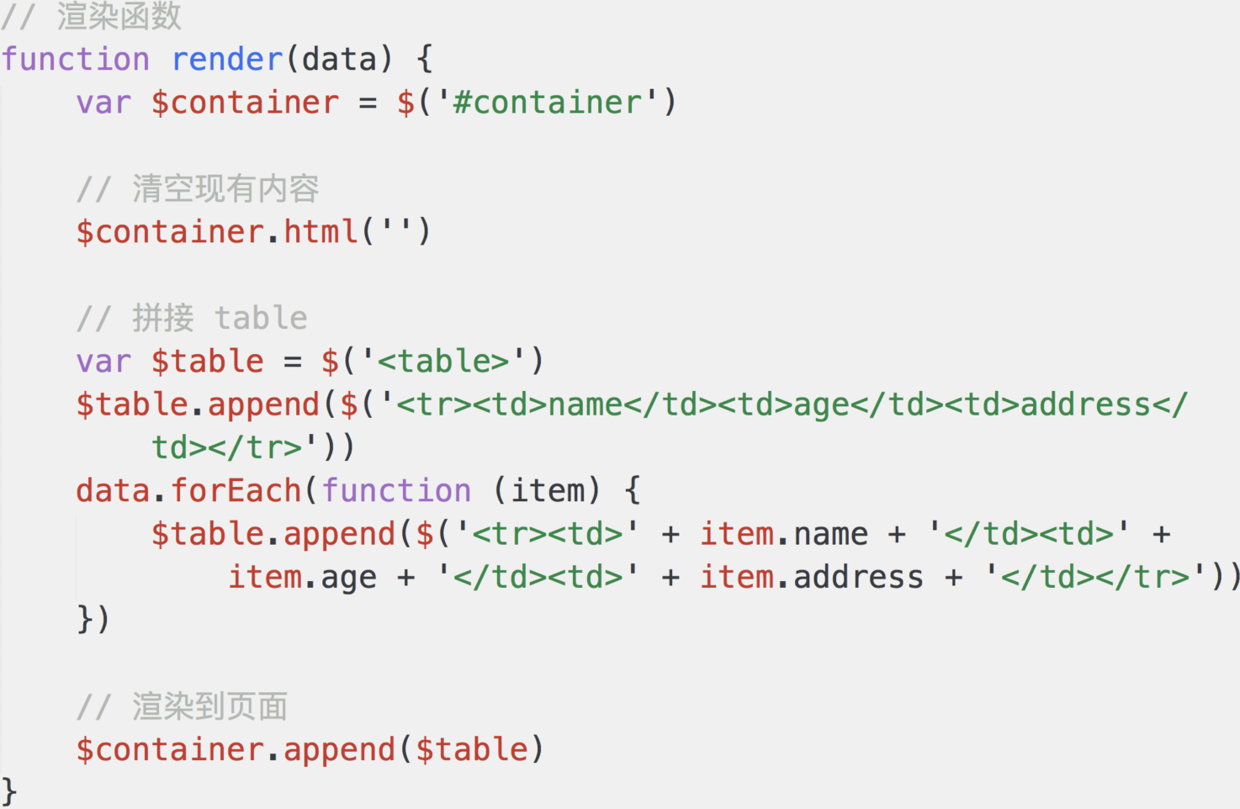 // 渲染函数
function render(data) {
    var $container = $('#container')

    // 清空现有内容
    $container.html('')

    // 拼接 table
    var $table = $('<table>')
    $table.append($('<tr><td>name</td><td>age</td><td>address</
        td></tr>'))
    data.forEach(function (item) {
        $table.append($('<tr><td>' + item.name + '</td><td>' +
            item.age + '</td><td>' + item.address + '</td></tr>'))
    })

    // 渲染到页面
    $container.append($table)
}